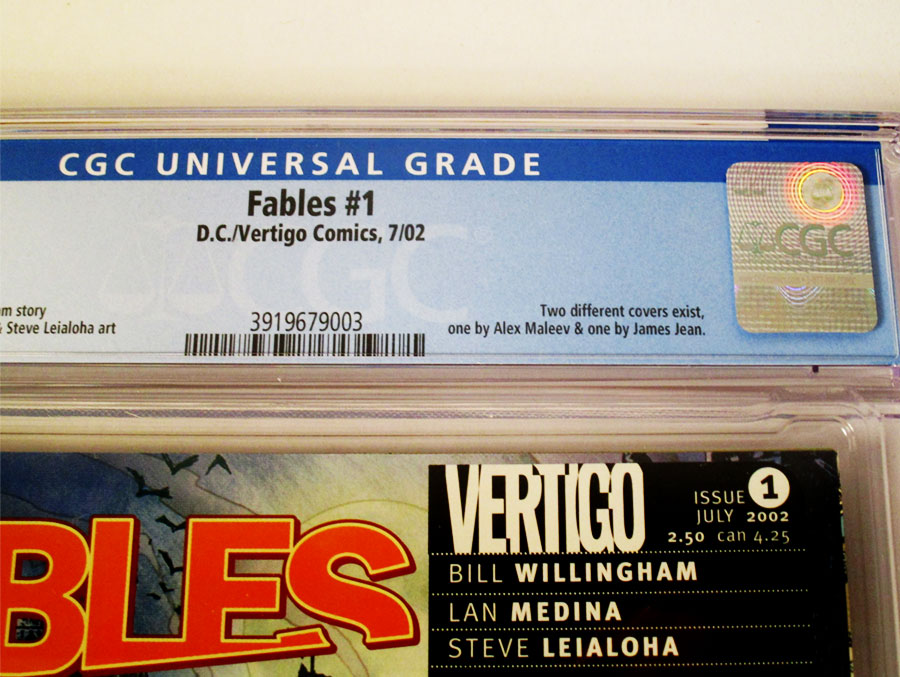 CGC UNIVERSAL GRADE
Fables #1
D.C./Vertigo Comics, 7/02
CGC
CGC
m story
& Steve Leialoha art
3919679003
Two different covers exist,
one by Alex Maleev & one by James Jean.
BLES
VERTIGO
ISSUE 1
JULY 2002
2.50 can 4.25
BILL WILLINGHAM
LAN MEDINA
STEVE LEIALOHA